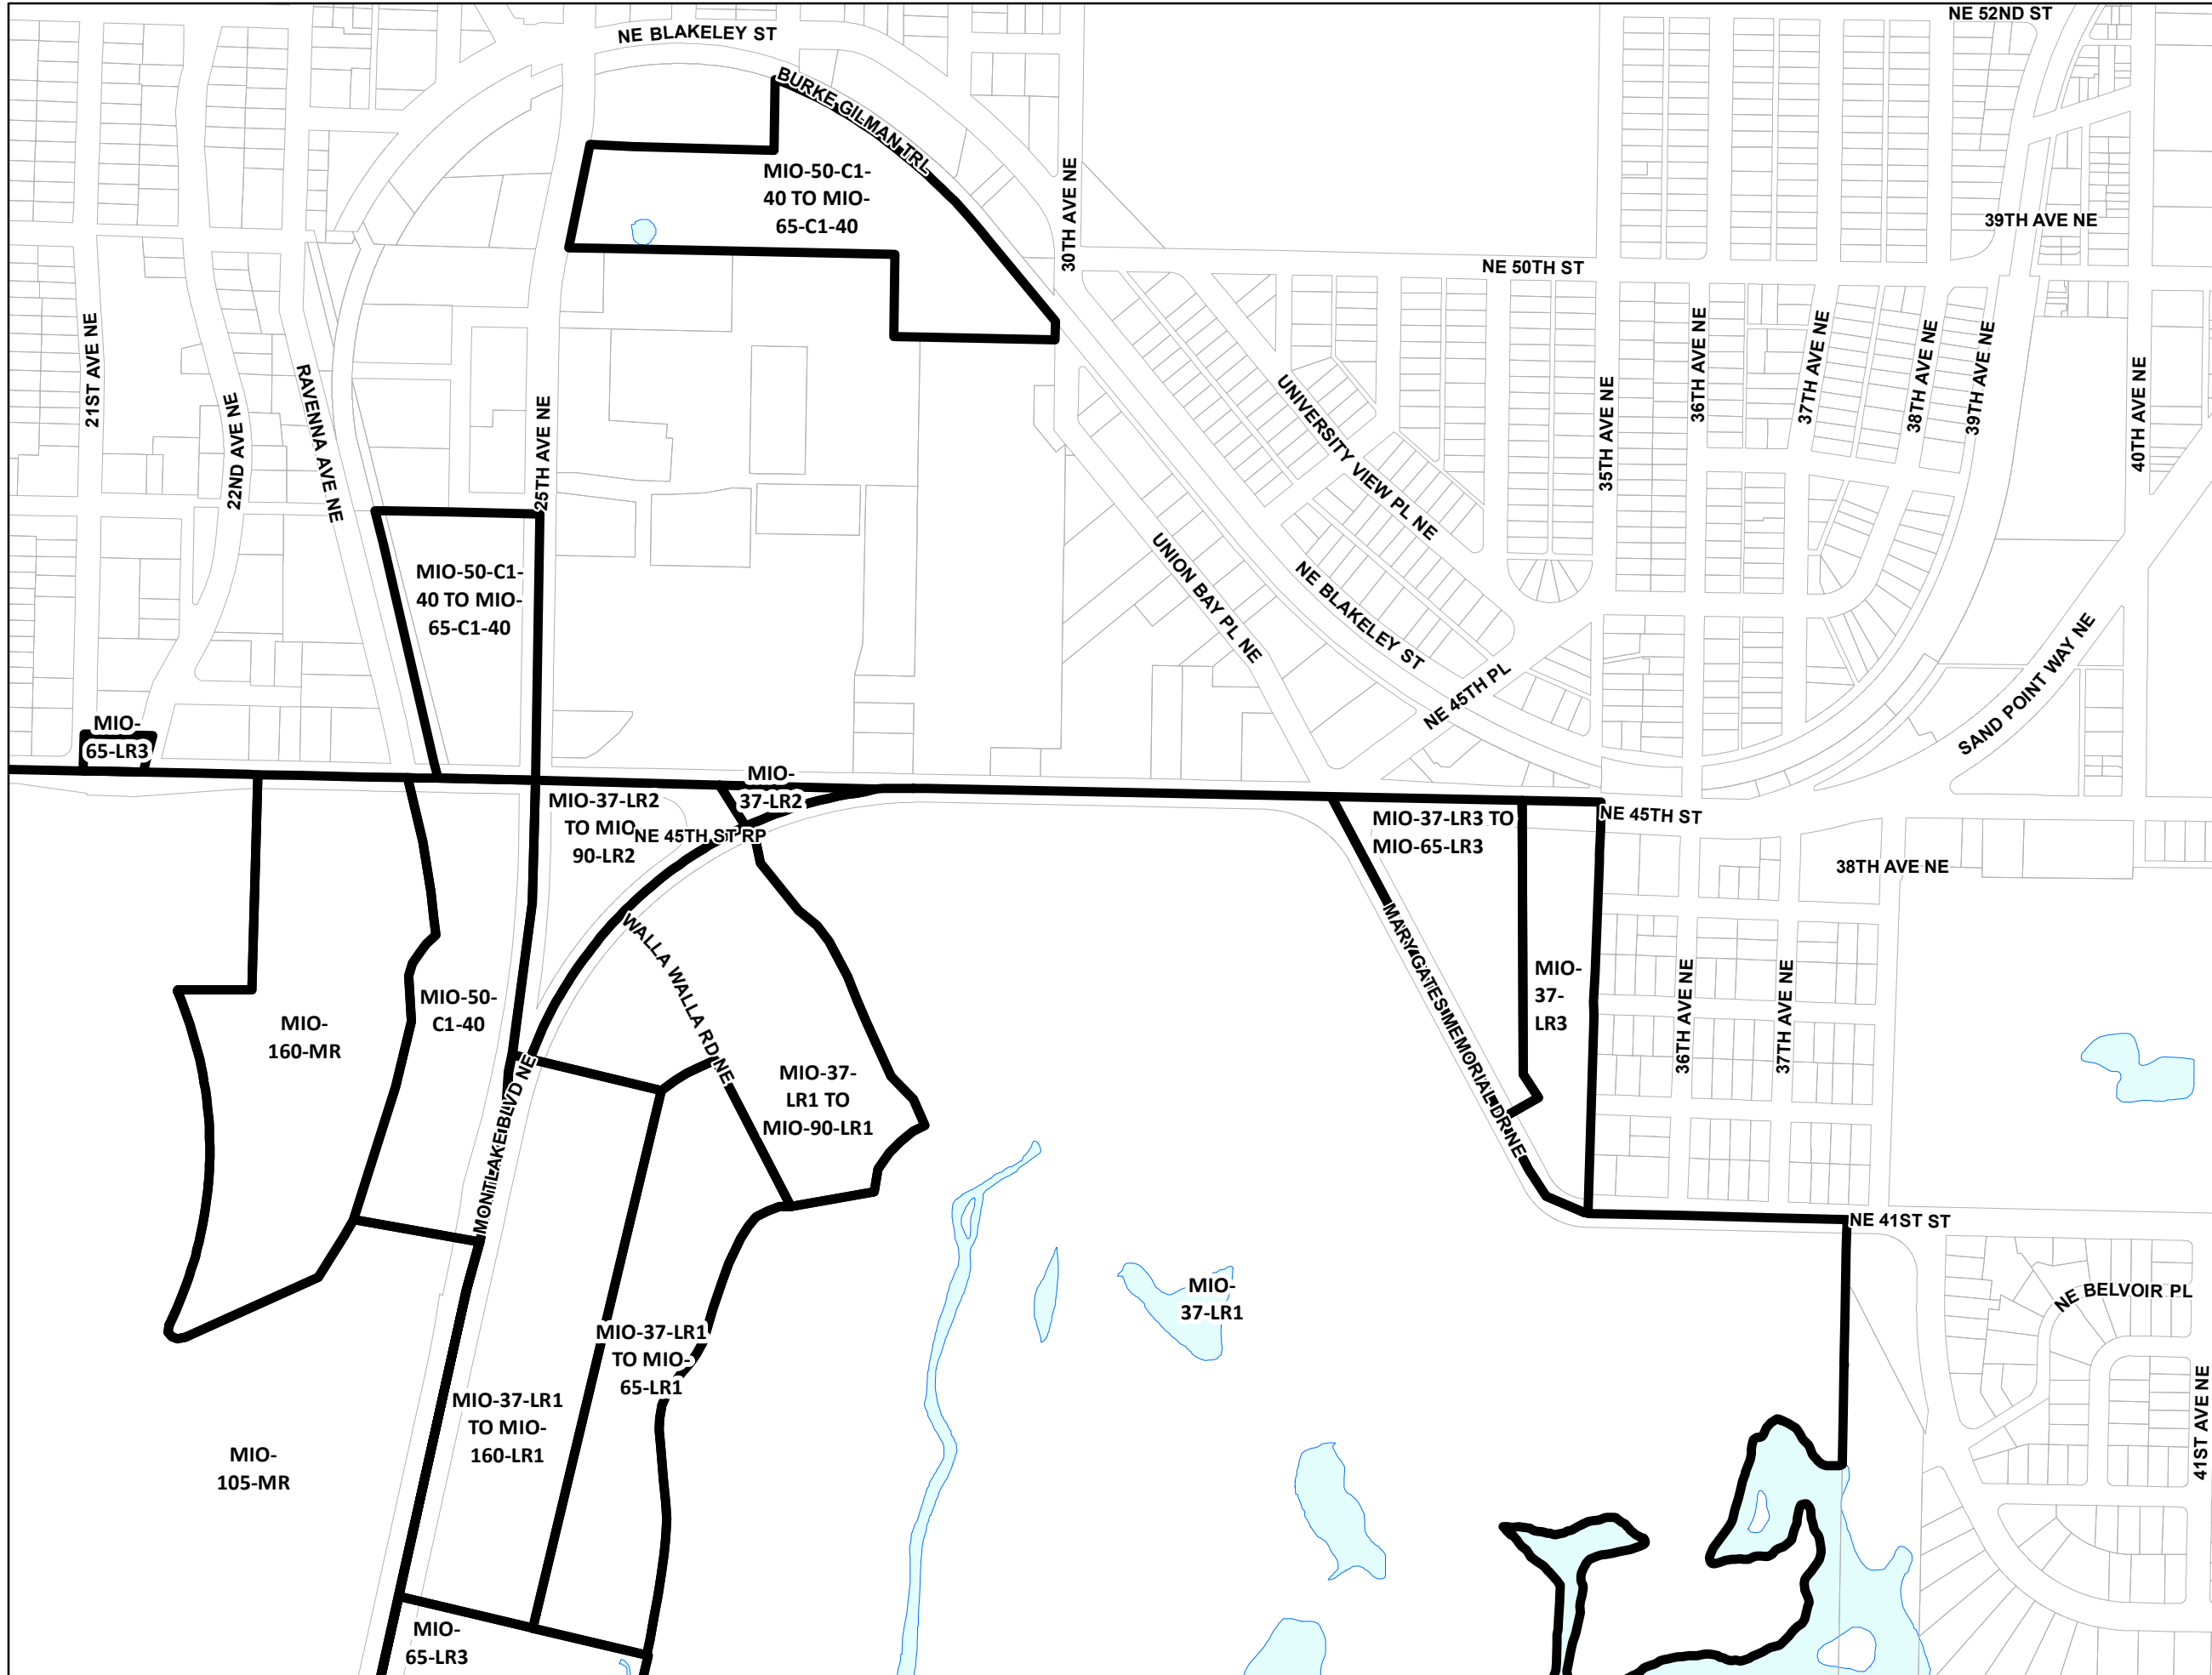 NE 52ND ST
NE BLAKELEY ST
BURKE GILMAN TRL
MIO-50-C1-
40 TO MIO-
65-C1-40
30TH AVE NE
39TH AVE NE
NE 50TH ST
21ST AVE NE
22ND AVE NE
RAVENNA AVE NE
25TH AVE NE
UNIVERSITY VIEW PL NE
35TH AVE NE
36TH AVE NE
37TH AVE NE
38TH AVE NE
39TH AVE NE
40TH AVE NE
MIO-50-C1-
40 TO MIO-
65-C1-40
UNION BAY PL NE
NE BLAKELEY ST
NE 45TH PL
SAND POINT WAY NE
MIO-
65-LR3
MIO-37-LR2
TO MIO
90-LR2
MIO-
37-LR2
NE 45TH ST RP
MIO-37-LR3 TO
MIO-65-LR3
NE 45TH ST
38TH AVE NE
WALLA WALLA RD NE
MARY GATES MEMORIAL DR NE
MIO-
37-
LR3
36TH AVE NE
37TH AVE NE
MIO-
160-MR
MIO-50-
C1-40
MONTLAKE BLVD NE
MIO-37-
LR1 TO
MIO-90-LR1
NE 41ST ST
MIO-
37-LR1
NE BELVOIR PL
41ST AVE NE
MIO-37-LR1
TO MIO-
65-LR1
MIO-37-LR1
TO MIO-
160-LR1
MIO-
105-MR
MIO-
65-LR3